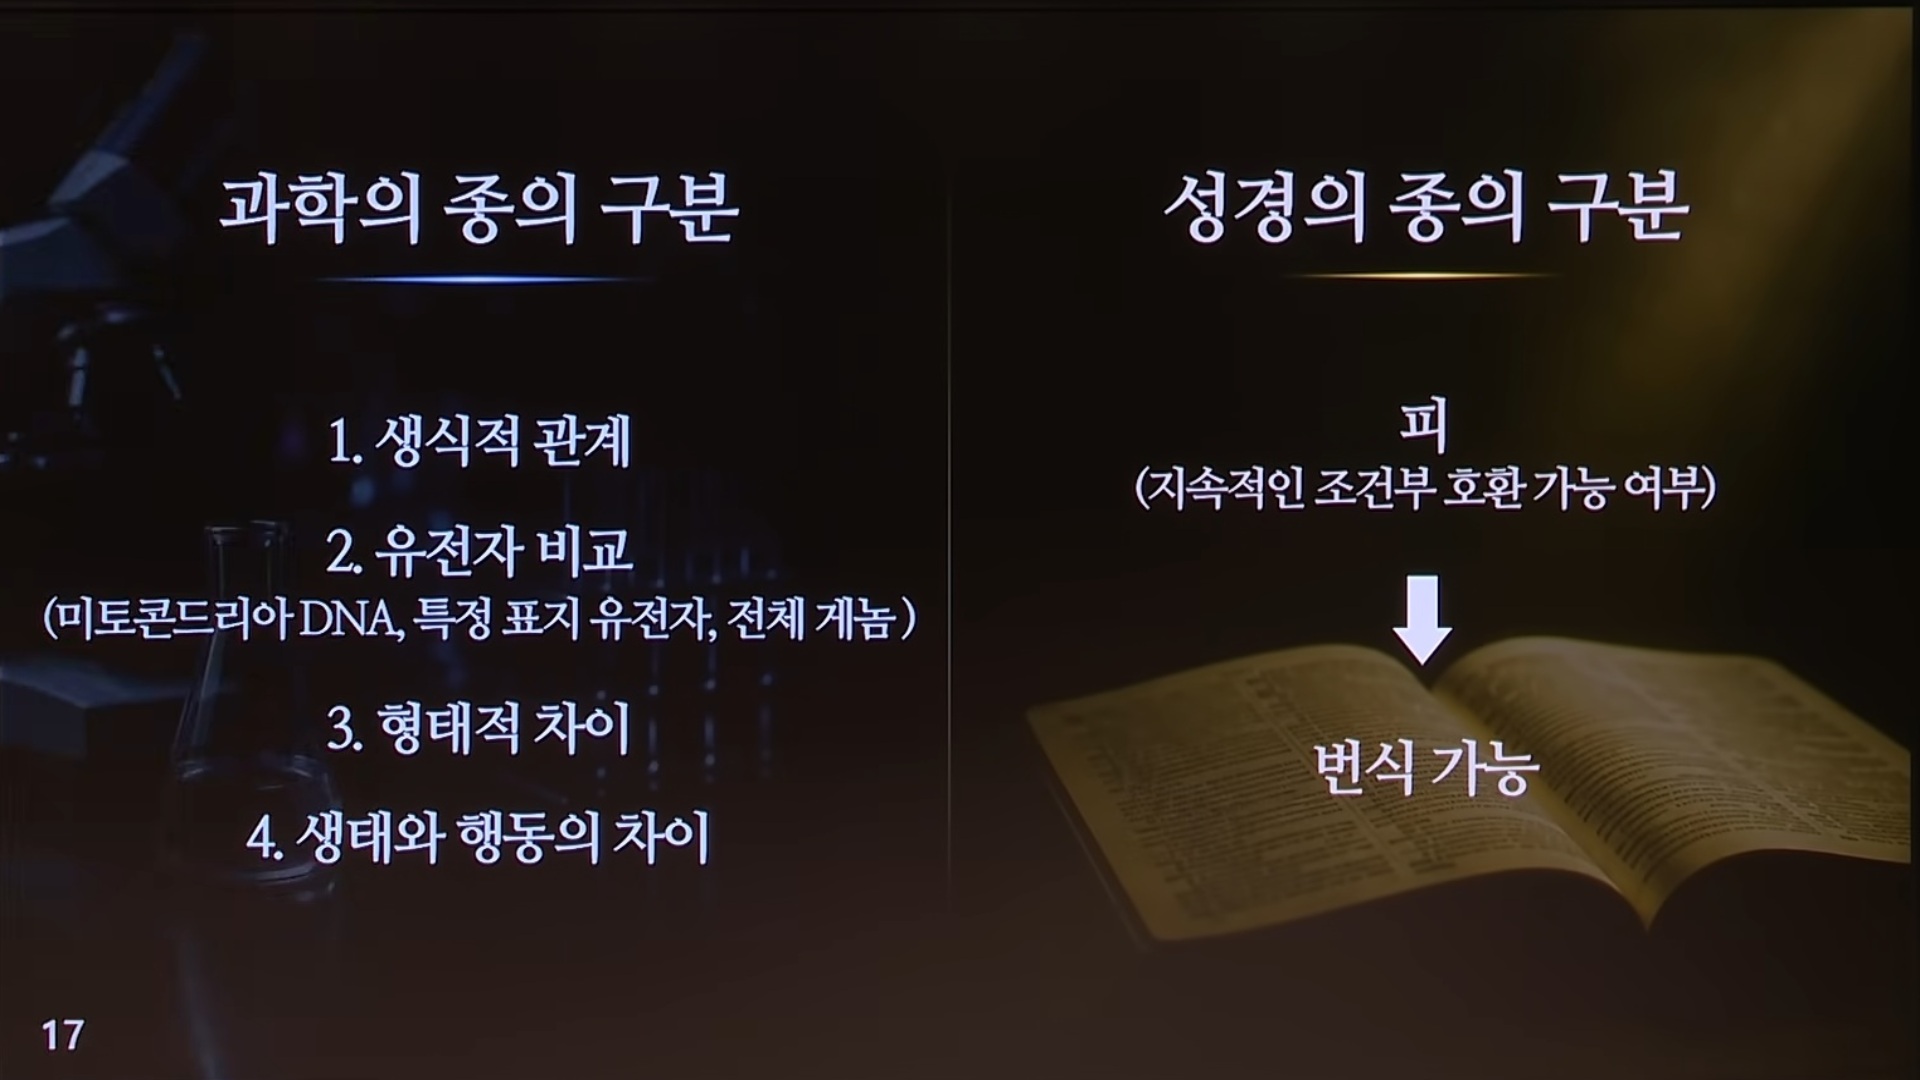 과학의 종의 구분
1. 생식적 관계
2. 유전자 비교
(미토콘드리아 DNA, 특정 표지 유전자, 전체 게놈 )
3. 형태적 차이
4. 생태와 행동의 차이
성경의 종의 구분
피
(지속적인 조건부 호환 가능 여부)
번식 가능
17